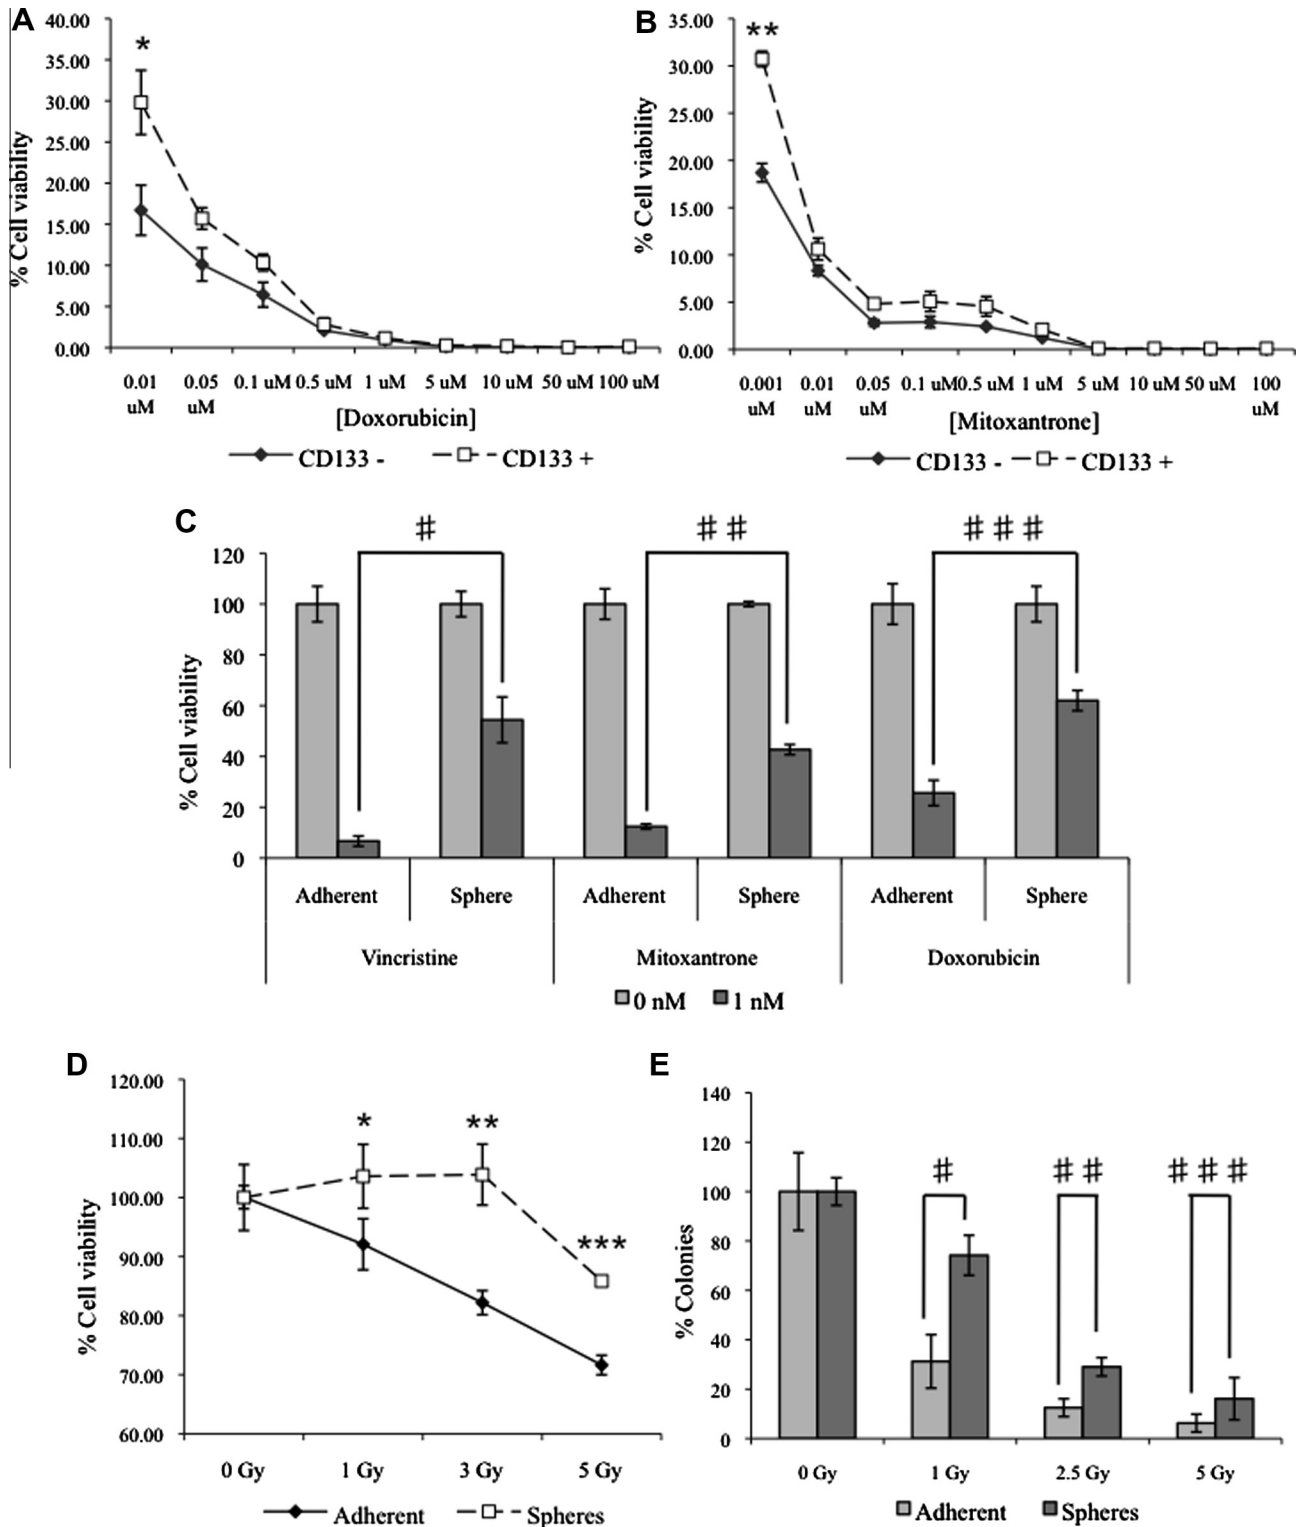 A
40.00
35.00
30.00
25.00
20.00
15.00
10.00
5.00
0.00
% Cell viability
*
0.01 uM
0.05 uM
0.1 uM
0.5 uM
1 uM
5 uM
10 uM
50 uM
100 uM
[Doxorubicin]
CD133 -
CD133 +
B
35.00
30.00
25.00
20.00
15.00
10.00
5.00
0.00
% Cell viability
**
0.001 uM
0.01 uM
0.05 uM
0.1 uM
0.5 uM
1 uM
5 uM
10 uM
50 uM
100 uM
[Mitoxantrone]
CD133 -
CD133 +
C
120
100
80
60
40
20
0
% Cell viability
#
# #
# # #
Adherent
Sphere
Adherent
Sphere
Adherent
Sphere
Vincristine
Mitoxantrone
Doxorubicin
0 nM
1 nM
D
120.00
110.00
100.00
90.00
80.00
70.00
60.00
% Cell viability
*
**
***
0 Gy
1 Gy
3 Gy
5 Gy
Adherent
Spheres
E
140
120
100
80
60
40
20
0
% Colonies
#
# #
# # #
0 Gy
1 Gy
2.5 Gy
5 Gy
Adherent
Spheres